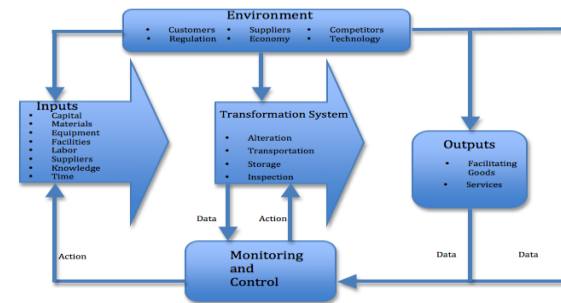 Environment
• Customers • Suppliers • Competitors
• Regulation • Economy • Technology
Inputs
• Capital
• Materials
• Equipment
• Facilities
• Labor
• Suppliers
• Knowledge
• Time
Transformation System
• Alteration
• Transportation
• Storage
• Inspection
Outputs
• Facilitating
Goods
• Services
Data
Action
Action
Monitoring
and
Control
Data
Data